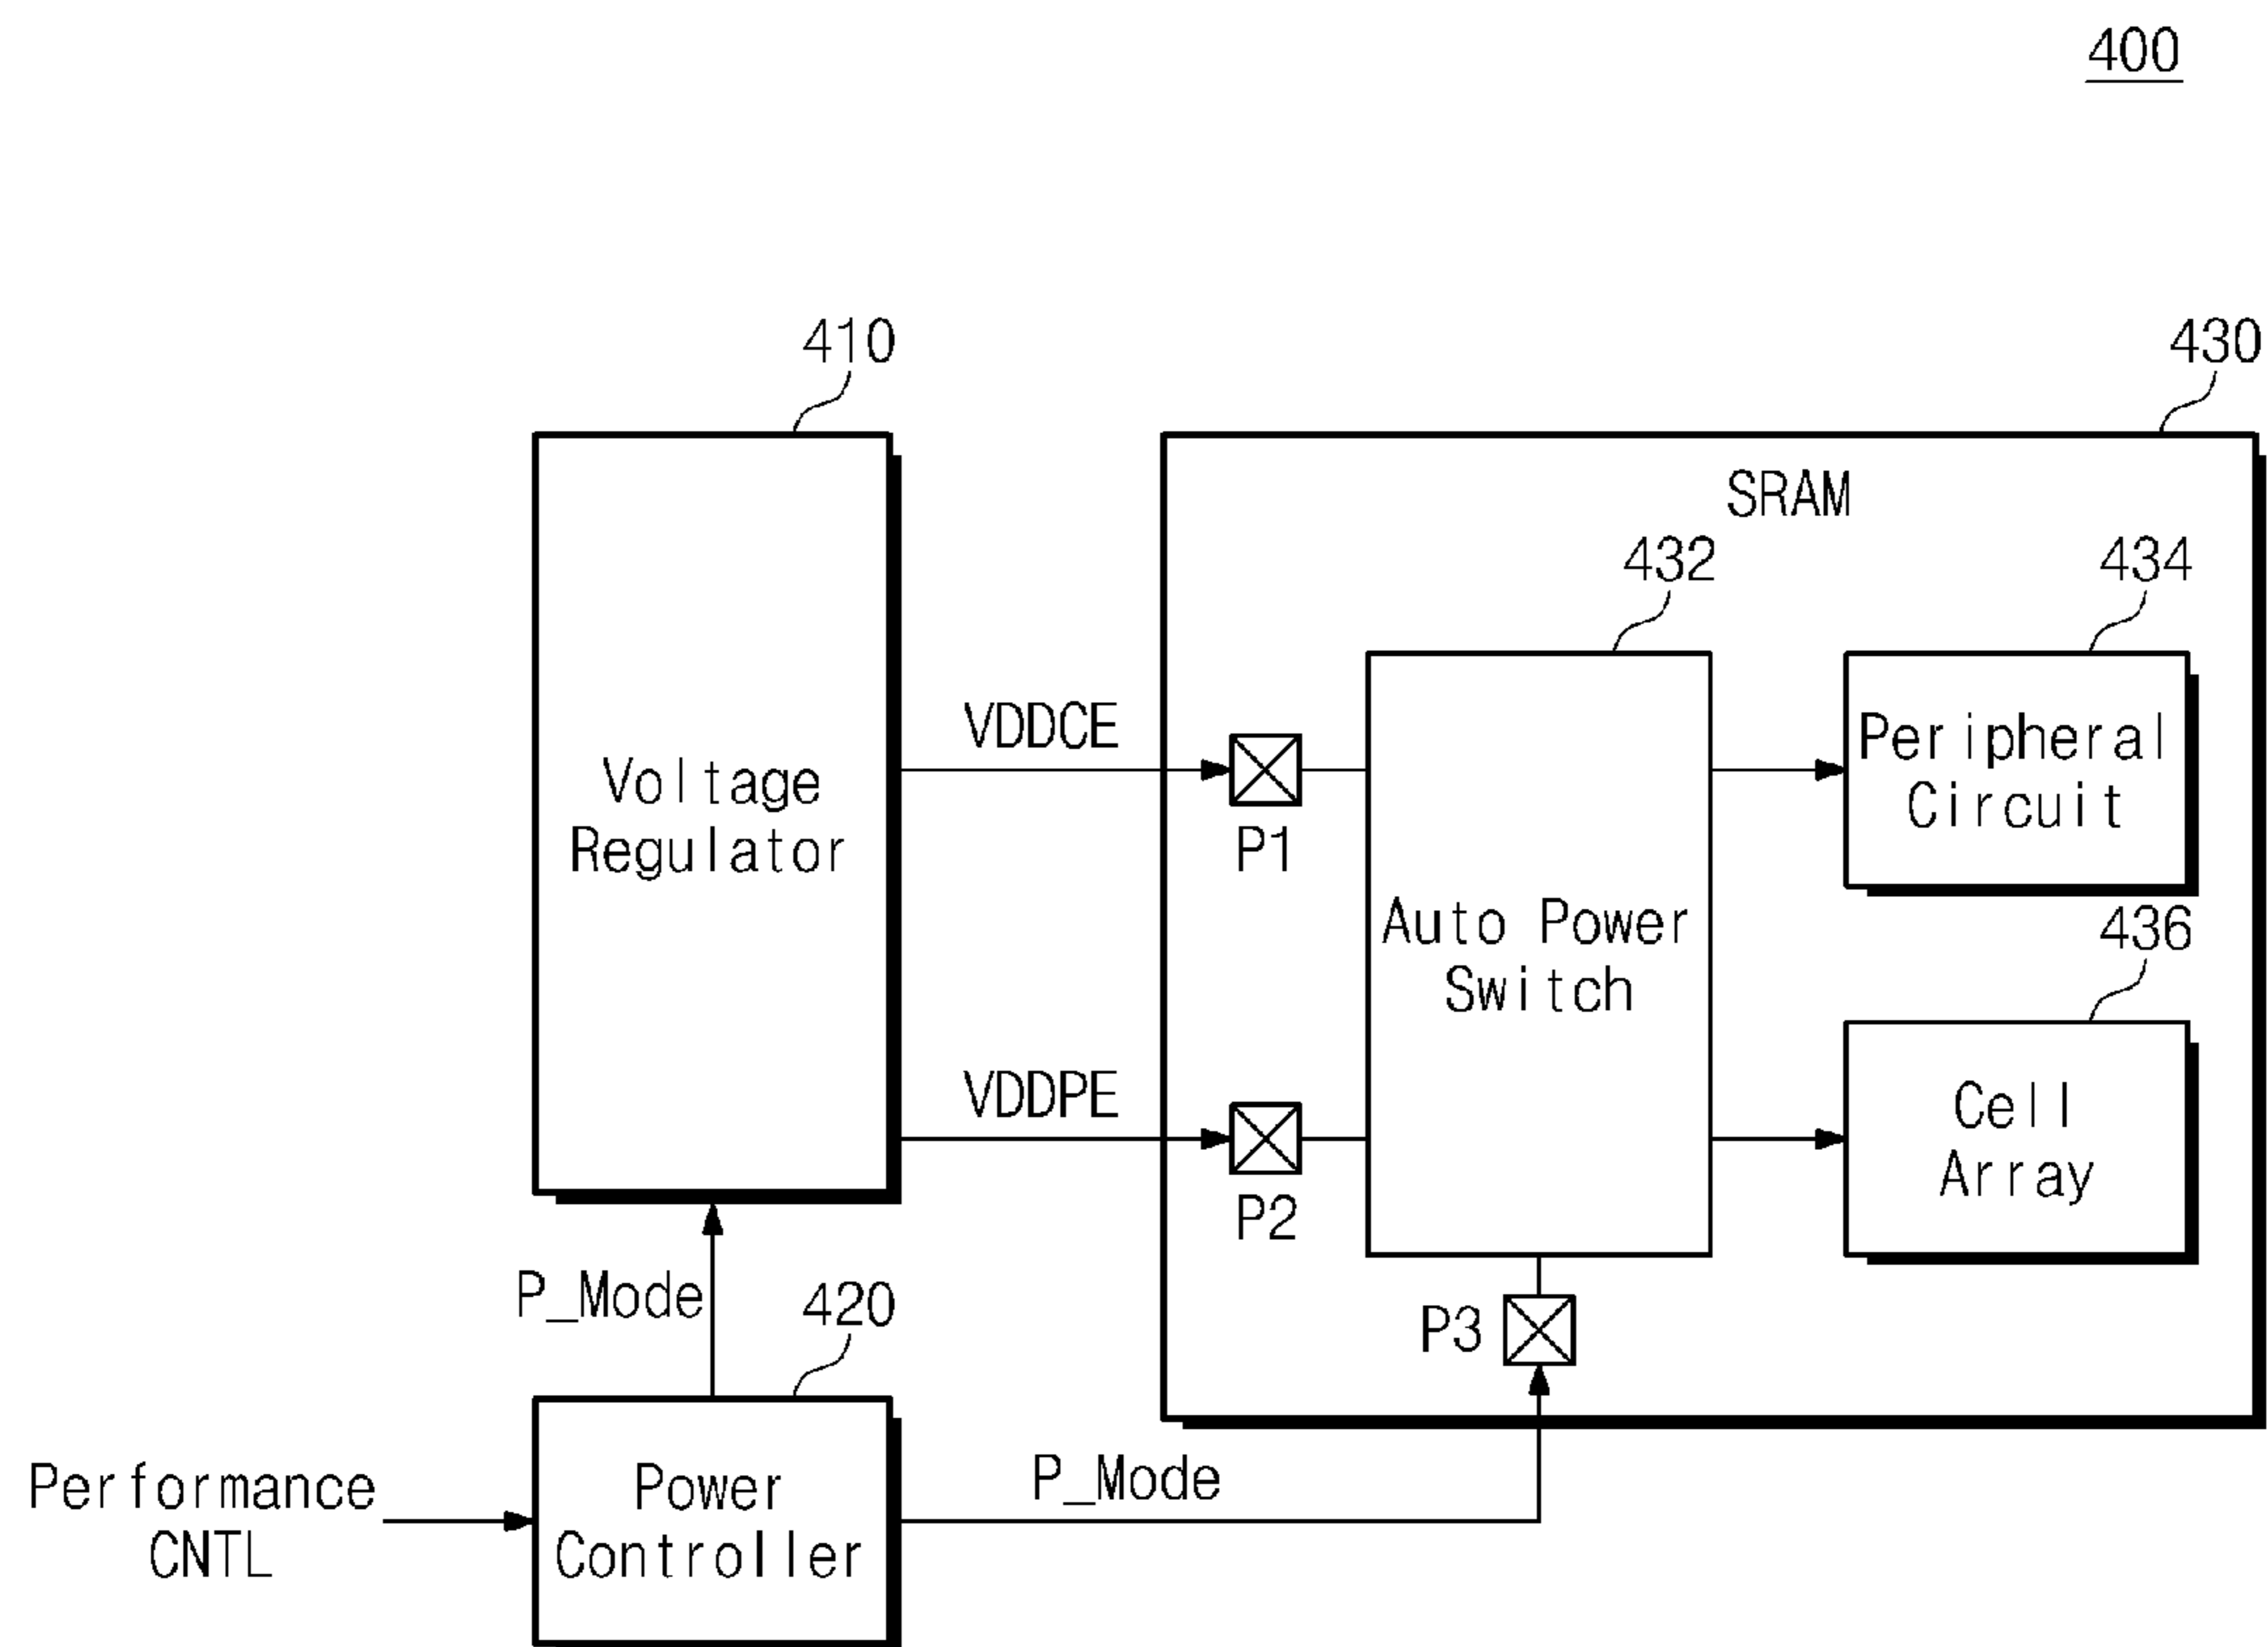 400
410
430
SRAM
432
434
VDDCE
Peripheral
Circuit
Voltage
Regulator
P1
Auto Power
Switch
436
VDDPE
Cell
Array
P2
P_Mode
420
P3
Performance
CNTL
Power
Controller
P_Mode